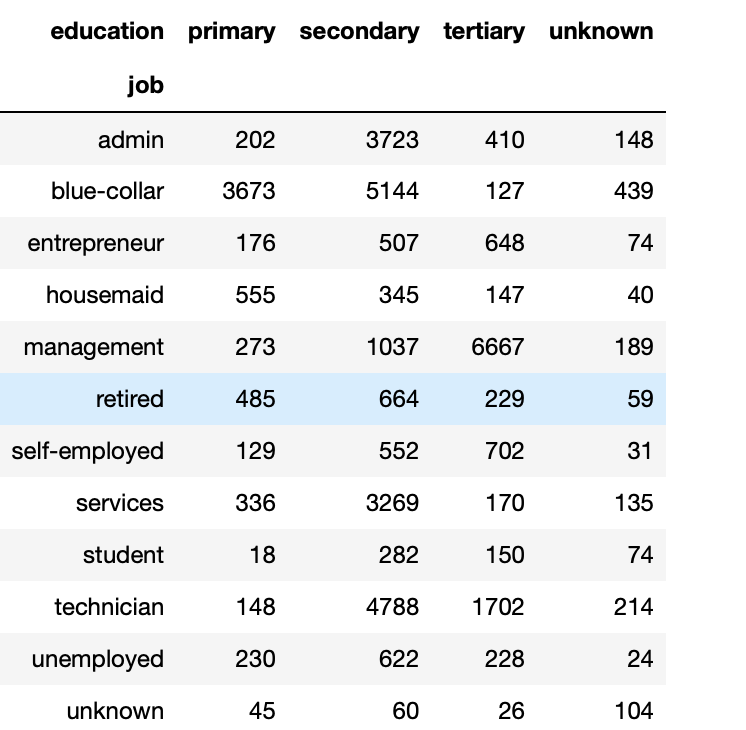 education primary secondary tertiary unknown
job
admin 202 3723 410 148
blue-collar 3673 5144 127 439
entrepreneur 176 507 648 74
housemaid 555 345 147 40
management 273 1037 6667 189
retired 485 664 229 59
self-employed 129 552 702 31
services 336 3269 170 135
student 18 282 150 74
technician 148 4788 1702 214
unemployed 230 622 228 24
unknown 45 60 26 104